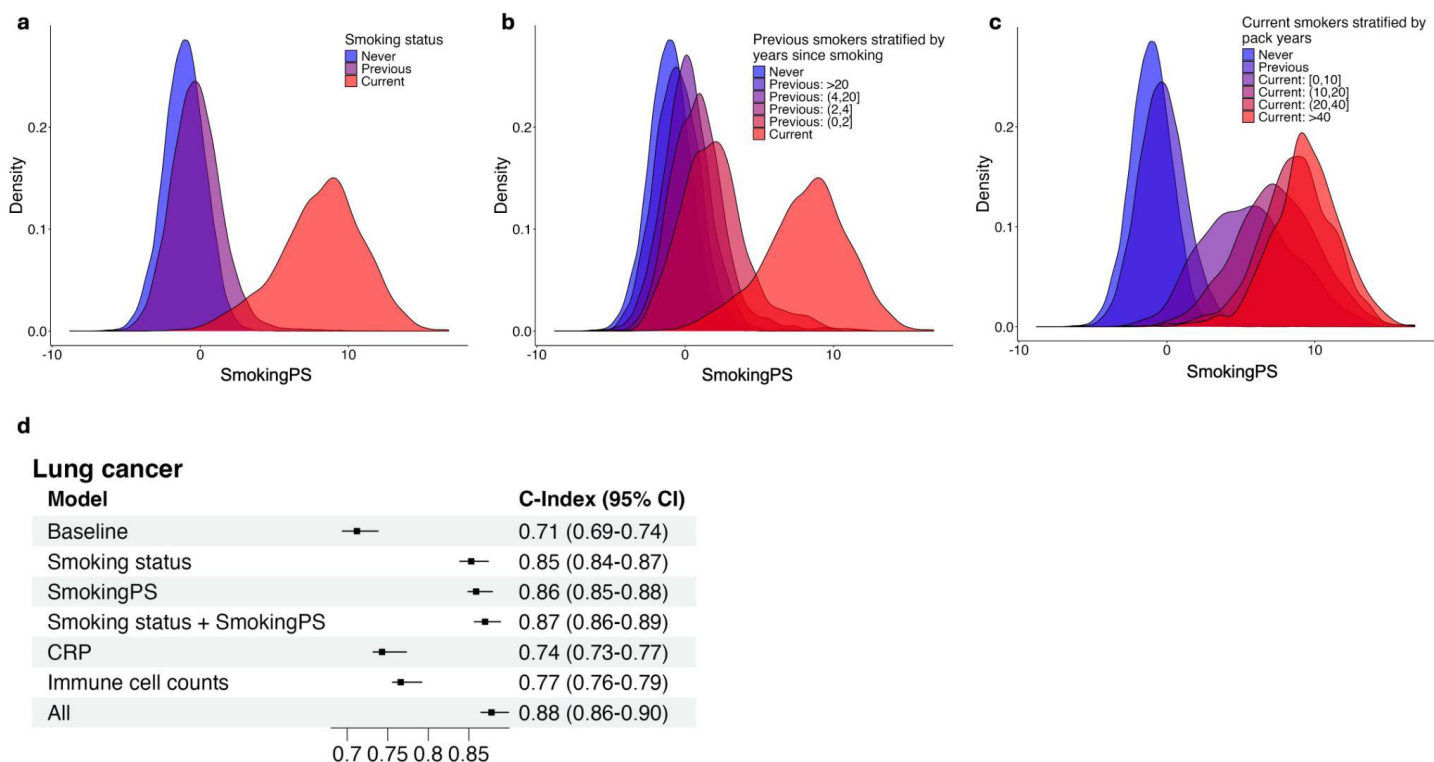 a
Smoking status
Never
Previous
Current
Density
0.2
0.1
0.0
-10
0
10
SmokingPS
b
Previous smokers stratified by
years since smoking
Never
Previous: >20
Previous: (4,20]
Previous: (2,4]
Previous: (0,2]
Current
Density
0.2
0.1
0.0
-10
0
10
SmokingPS
c
Current smokers stratified by
pack years
Never
Previous
Current: [0,10]
Current: (10,20]
Current: (20,40]
Current: >40
Density
0.2
0.1
0.0
-10
0
10
SmokingPS
d
Lung cancer
Model C-Index (95% CI)
Baseline 0.71 (0.69-0.74)
Smoking status 0.85 (0.84-0.87)
SmokingPS 0.86 (0.85-0.88)
Smoking status + SmokingPS 0.87 (0.86-0.89)
CRP 0.74 (0.73-0.77)
Immune cell counts 0.77 (0.76-0.79)
All 0.88 (0.86-0.90)
0.7 0.75 0.8 0.85